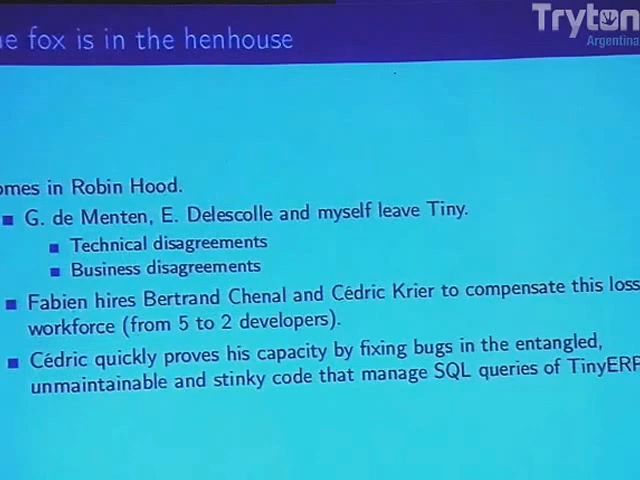 Tryton
Argentina
e fox is in the henhouse
omes in Robin Hood.
G. de Menten, E. Delescolle and myself leave Tiny.
Technical disagreements
Business disagreements
Fabien hires Bertrand Chenal and Cédric Krier to compensate this loss
workforce (from 5 to 2 developers).
Cédric quickly proves his capacity by fixing bugs in the entangled,
unmaintainable and stinky code that manage SQL queries of TinyERP